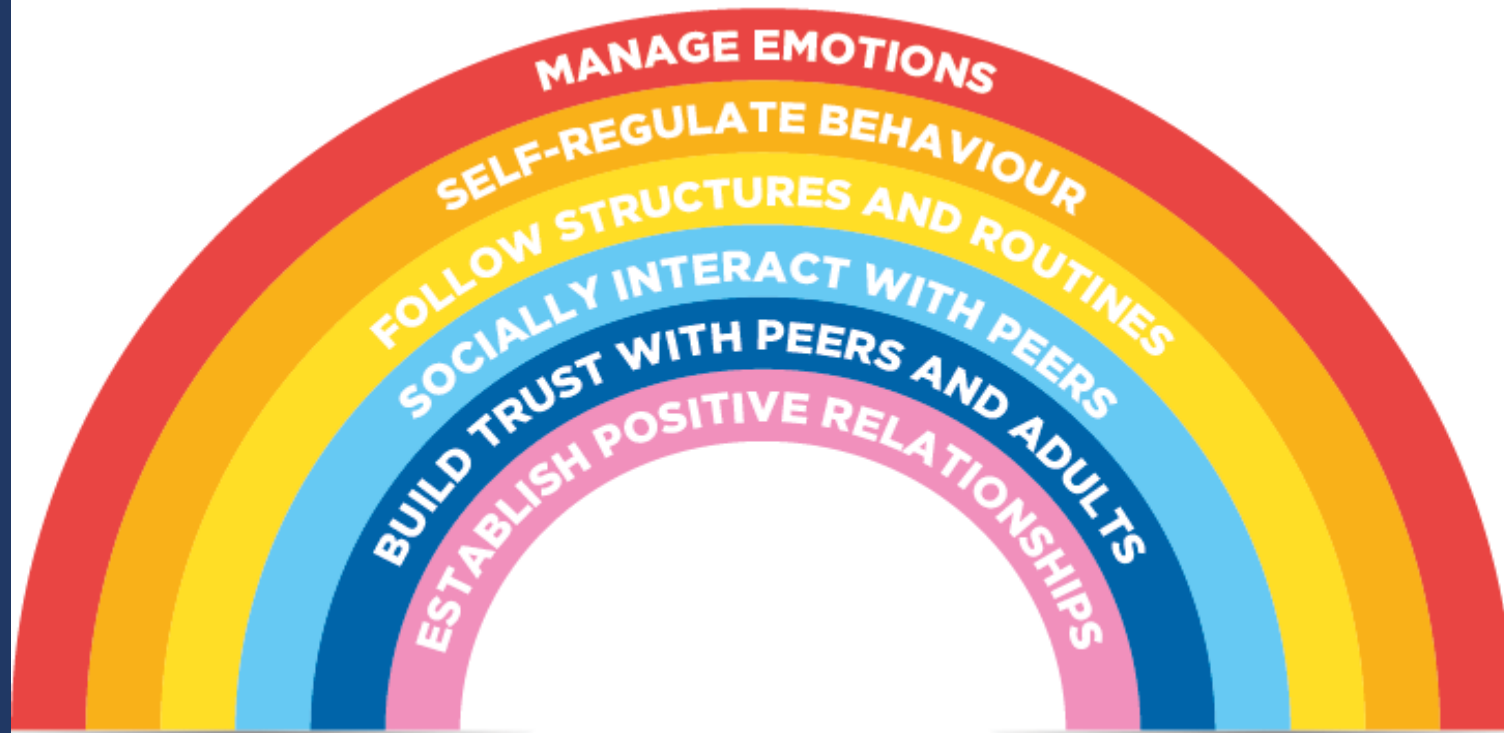 MANAGE EMOTIONS
SELF-REGULATE BEHAVIOUR
FOLLOW STRUCTURES AND ROUTINES
SOCIALLY INTERACT WITH PEERS
BUILD TRUST WITH PEERS AND ADULTS
ESTABLISH POSITIVE RELATIONSHIPS